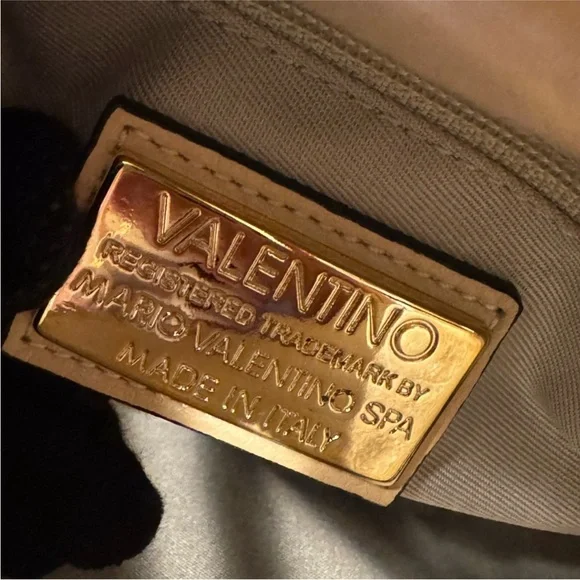 VALENTINO
REGISTERED TRADEMARK BY
MARIO VALENTINO SPA
MADE IN ITALY